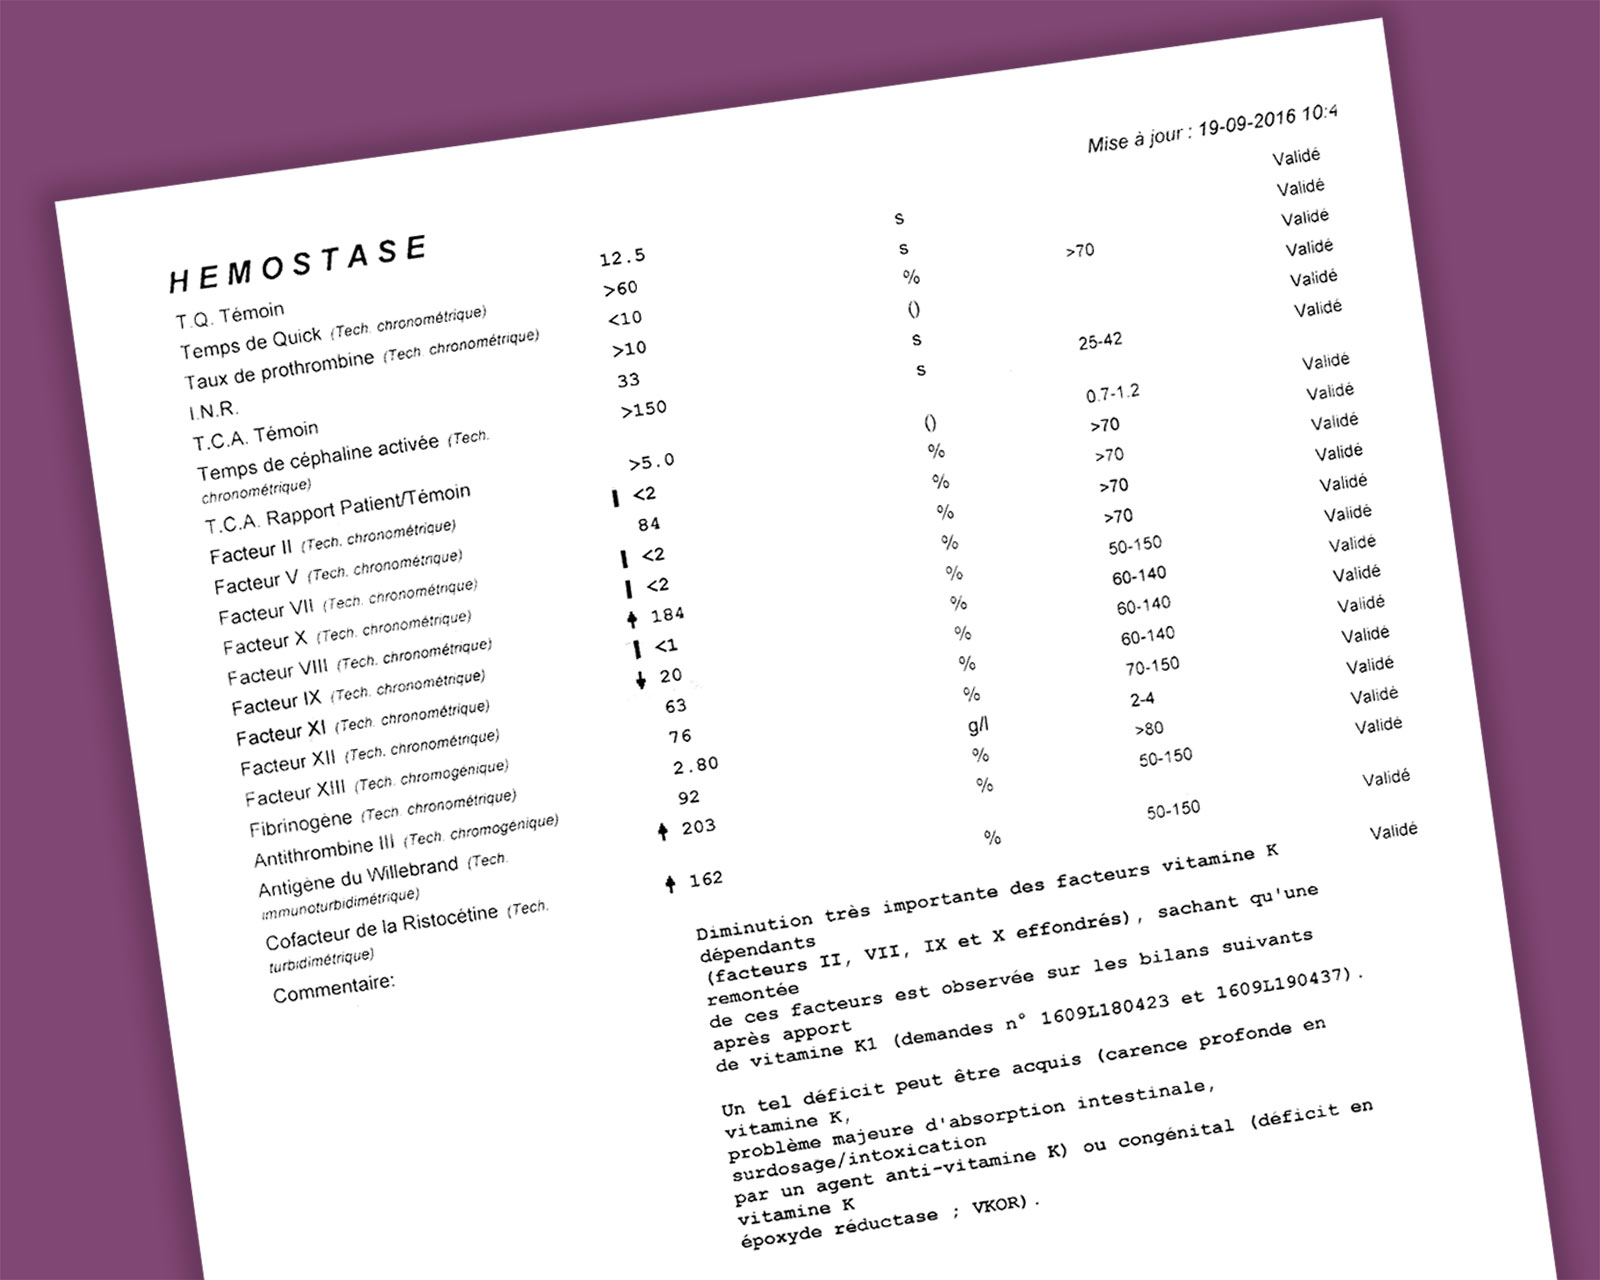 Mise à jour : 19-09-2016 10:4
HEMOSTASE
T.Q. Témoin 12.5 s Validé
Temps de Quick (Tech. chronométrique) >60 s Validé
Taux de prothrombine (Tech. chronométrique) <10 % >70 Validé
I.N.R. >10 () Validé
T.C.A. Témoin 33 s Validé
Temps de céphaline activée (Tech. >150 s 25-42 Validé
chronométrique)
T.C.A. Rapport Patient/Témoin >5.0 () 0.7-1.2 Validé
Facteur II (Tech. chronométrique) <2 % >70 Validé
Facteur V (Tech. chronométrique) 84 % >70 Validé
Facteur VII (Tech. chronométrique) <2 % >70 Validé
Facteur X (Tech. chronométrique) <2 % >70 Validé
Facteur VIII (Tech. chronométrique) 184 % 50-150 Validé
Facteur IX (Tech. chronométrique) <1 % 60-140 Validé
Facteur XI (Tech. chronométrique) 20 % 60-140 Validé
Facteur XII (Tech. chronométrique) 63 % 60-140 Validé
Facteur XIII (Tech. chromogénique) 76 % 70-150 Validé
Fibrinogène (Tech. chronométrique) 2.80 g/l 2-4 Validé
Antithrombine III (Tech. chromogénique) 92 % >80 Validé
Antigène du Willebrand (Tech. 203 % 50-150 Validé
immunoturbidimétrique)
Cofacteur de la Ristocétine (Tech. 162 % 50-150 Validé
turbidimétrique)
Commentaire: Validé
Diminution très importante des facteurs vitamine K
dépendants
(facteurs II, VII, IX et X effondrés), sachant qu'une
remontée
de ces facteurs est observée sur les bilans suivants
après apport
de vitamine K1 (demandes n° 1609L180423 et 1609L190437).
Un tel déficit peut être acquis (carence profonde en
vitamine K,
problème majeure d'absorption intestinale,
surdosage/intoxication
par un agent anti-vitamine K) ou congénital (déficit en
vitamine K
époxyde réductase ; VKOR).